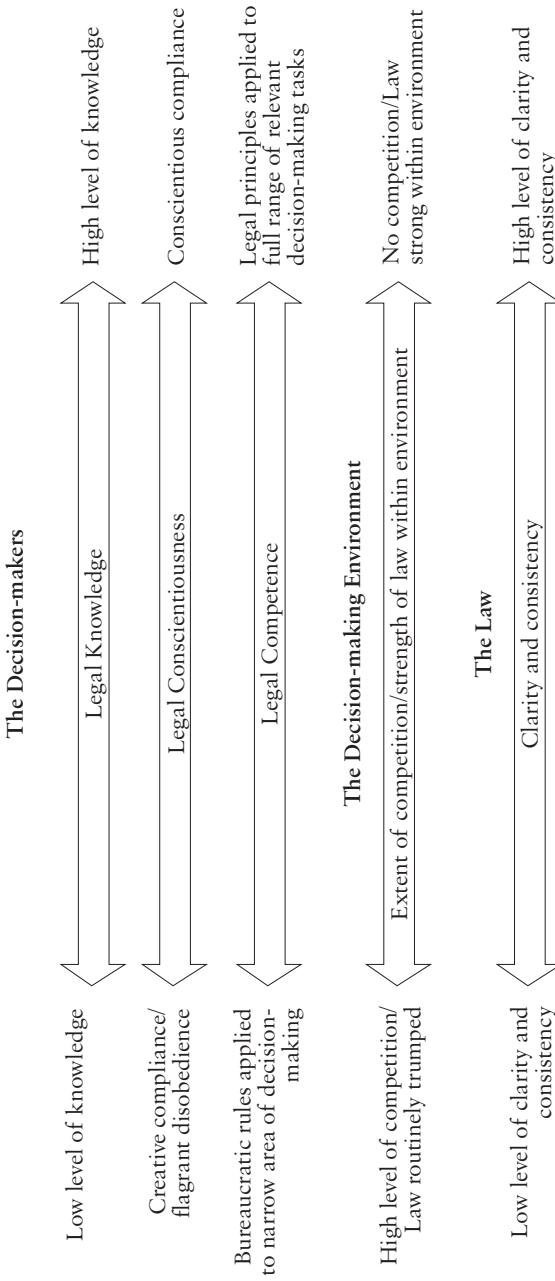 The Decision-makers
Low level of knowledge
Legal Knowledge
High level of knowledge
Creative compliance/
flagrant disobedience
Legal Conscientiousness
Conscientious compliance
Bureaucratic rules applied
to narrow area of decision-
making
Legal Competence
Legal principles applied to
full range of relevant
decision-making tasks
The Decision-making Environment
High level of competition/
Law routinely trumped
Extent of competition/strength of law within environment
No competition/Law
strong within environment
The Law
Low level of clarity and
consistency
Clarity and consistency
High level of clarity and
consistency